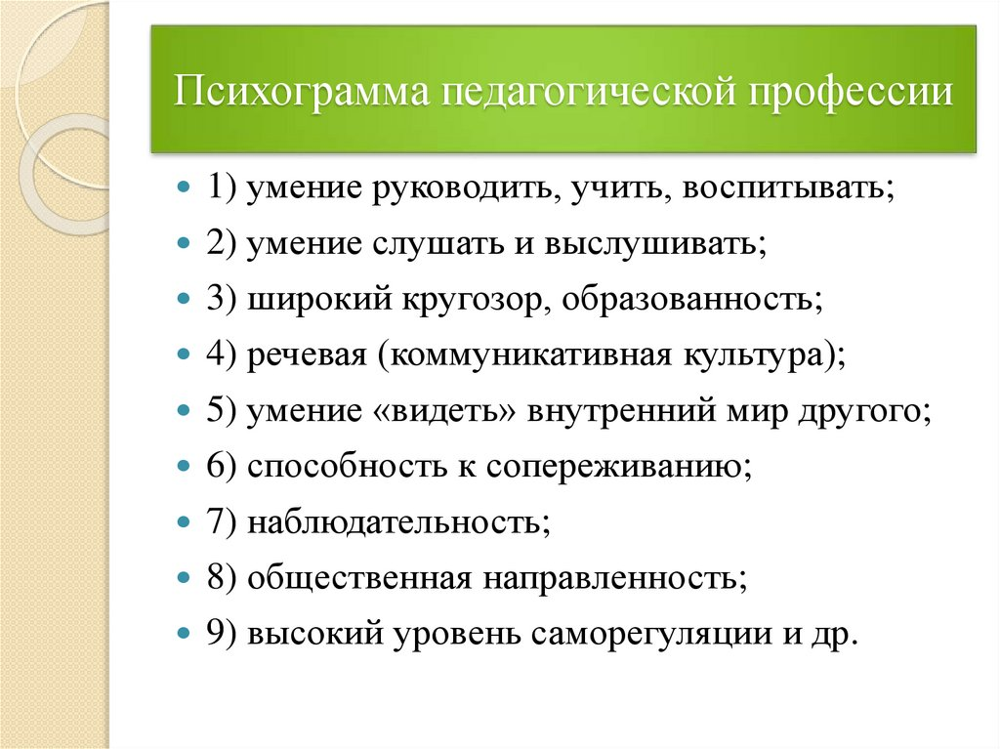 Психограмма педагогической профессии
• 1) умение руководить, учить, воспитывать;
• 2) умение слушать и выслушивать;
• 3) широкий кругозор, образованность;
• 4) речевая (коммуникативная культура);
• 5) умение «видеть» внутренний мир другого;
• 6) способность к сопереживанию;
• 7) наблюдательность;
• 8) общественная направленность;
• 9) высокий уровень саморегуляции и др.